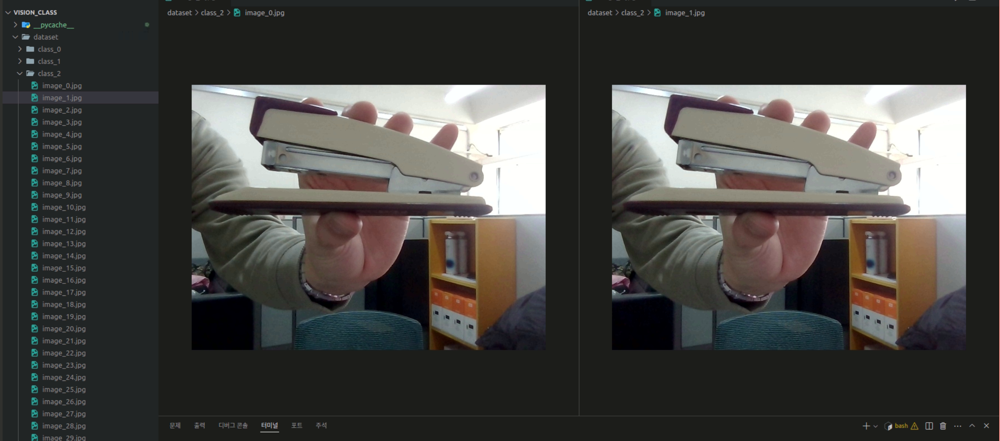 VISION_CLASS
__pycache__
dataset
class_0
class_1
class_2
image_0.jpg
image_1.jpg
image_2.jpg
image_3.jpg
image_4.jpg
image_5.jpg
image_6.jpg
image_7.jpg
image_8.jpg
image_9.jpg
image_10.jpg
image_11.jpg
image_12.jpg
image_13.jpg
image_14.jpg
image_15.jpg
image_16.jpg
image_17.jpg
image_18.jpg
image_19.jpg
image_20.jpg
image_21.jpg
image_22.jpg
image_23.jpg
image_24.jpg
image_25.jpg
image_26.jpg
image_27.jpg
image_28.jpg
image_29.jpg
dataset > class_2 > image_0.jpg
dataset > class_2 > image_1.jpg
문제 출력 디버그 콘솔 터미널 포트 주석
bash